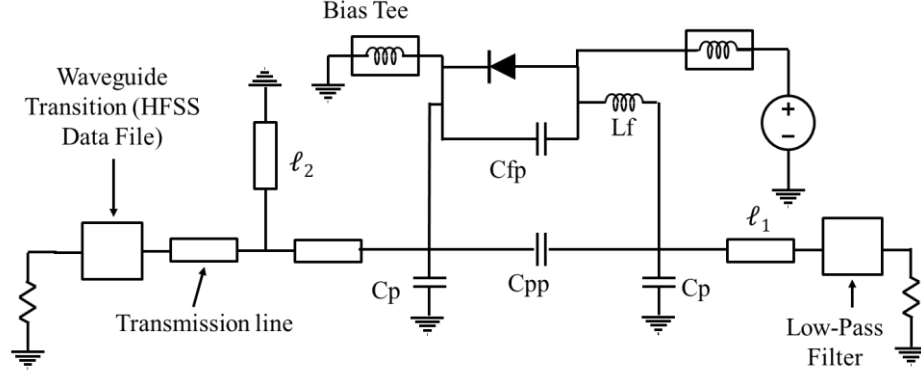 Bias Tee
Waveguide
Transition (HFSS
Data File)
ℓ2
Lf
Cfp
+
−
ℓ1
Cp
Cpp
Cp
Transmission line
Low-Pass
Filter